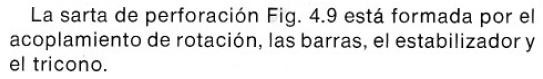 La sarta de perforación Fig. 4.9 está formada por el
acoplamiento de rotación, las barras, el estabilizador y
el tricono.